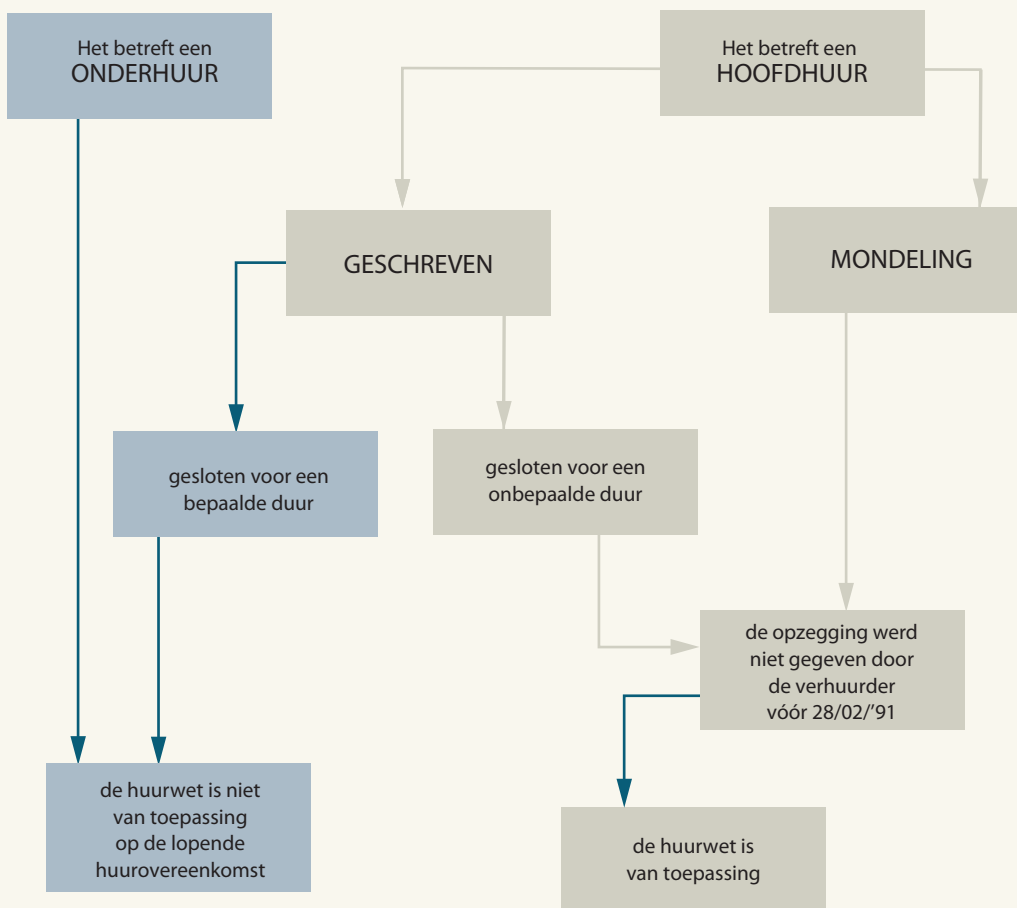 Het betreft een
ONDERHUUR
Het betreft een
HOOFDHUUR
GESCHREVEN
MONDELING
gesloten voor een
bepaalde duur
gesloten voor een
onbepaalde duur
de opzegging werd
niet gegeven door
de verhuurder
vóór 28/02/'91
de huurwet is niet
van toepassing
op de lopende
huurovereenkomst
de huurwet is
van toepassing